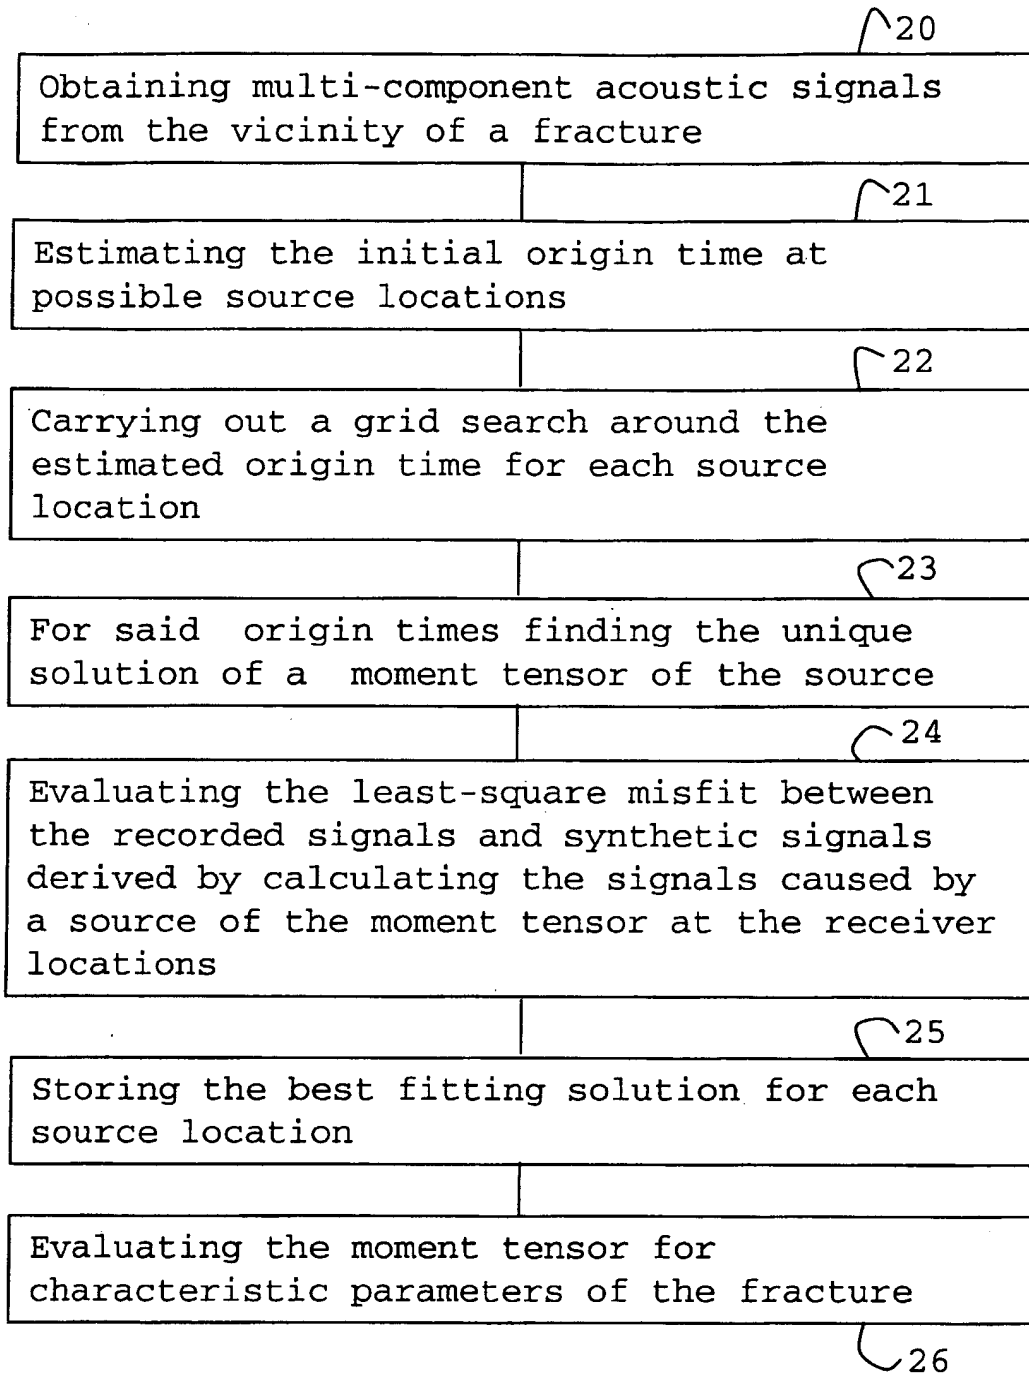 20
Obtaining multi-component acoustic signals
from the vicinity of a fracture
21
Estimating the initial origin time at
possible source locations
22
Carrying out a grid search around the
estimated origin time for each source
location
23
For said origin times finding the unique
solution of a moment tensor of the source
24
Evaluating the least-square misfit between
the recorded signals and synthetic signals
derived by calculating the signals caused by
a source of the moment tensor at the receiver
locations
25
Storing the best fitting solution for each
source location
Evaluating the moment tensor for
characteristic parameters of the fracture
26